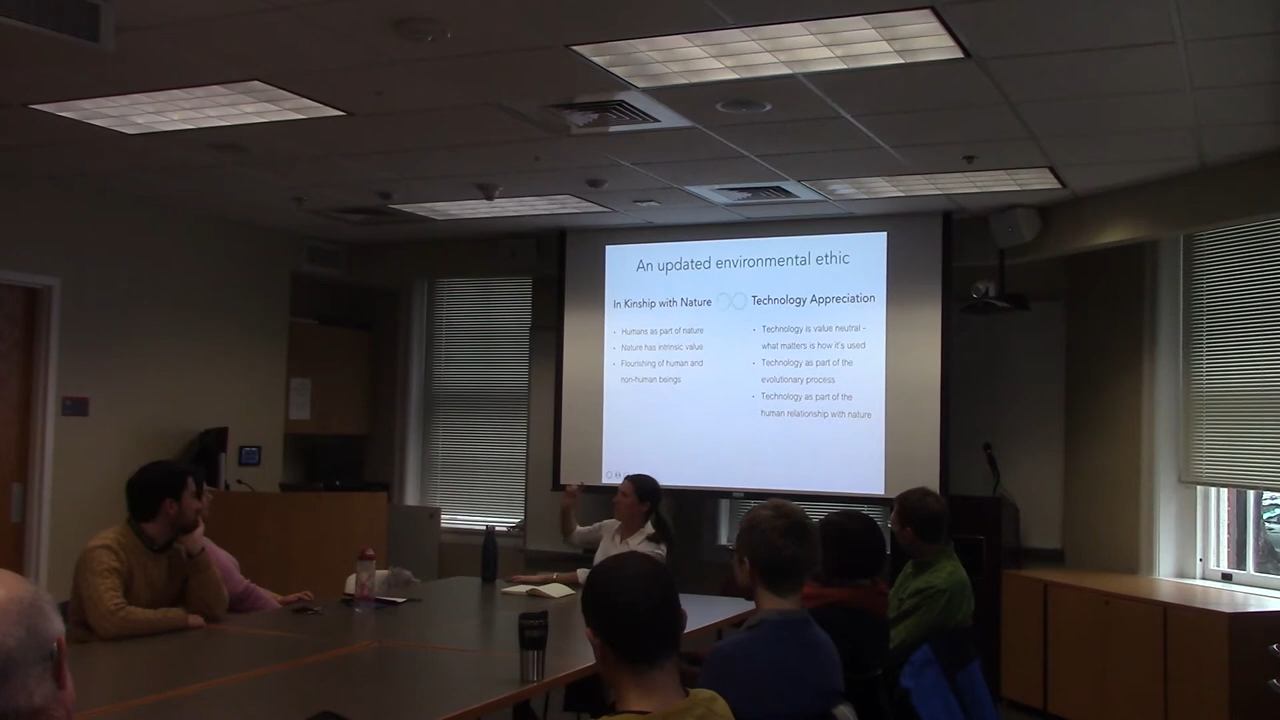 An updated environmental ethic
In Kinship with Nature
Technology Appreciation
- Humans as part of nature
- Nature has intrinsic value
- Flourishing of human and
non-human beings
- Technology is value neutral -
what matters is how it's used
- Technology as part of the
evolutionary process
- Technology as part of the
human relationship with nature